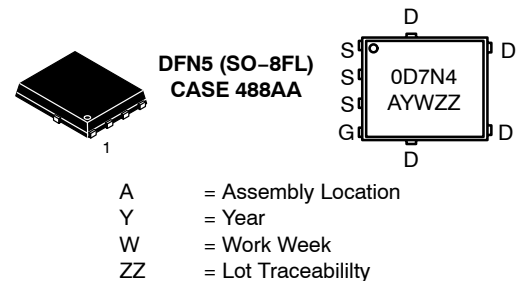 D
DFN5 (SO−8FL)
CASE 488AA
S
D
S
0D7N4
S
AYWZZ
G
D
D
1
A = Assembly Location
Y = Year
W = Work Week
ZZ = Lot Traceabililty